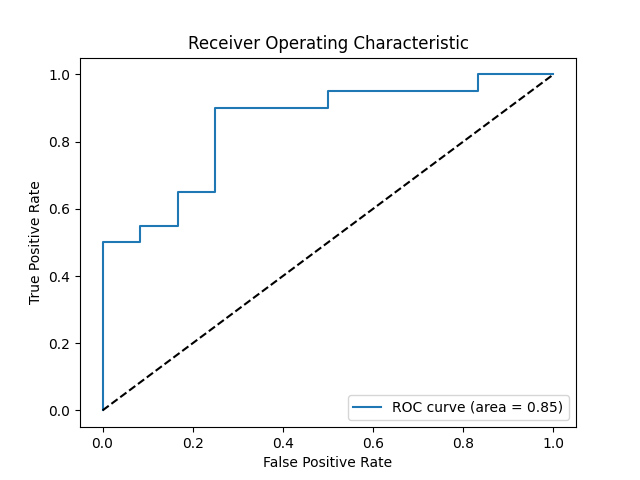 Receiver Operating Characteristic
1.0
0.8
0.6
0.4
0.2
0.0
True Positive Rate
ROC curve (area = 0.85)
0.0 0.2 0.4 0.6 0.8 1.0
False Positive Rate